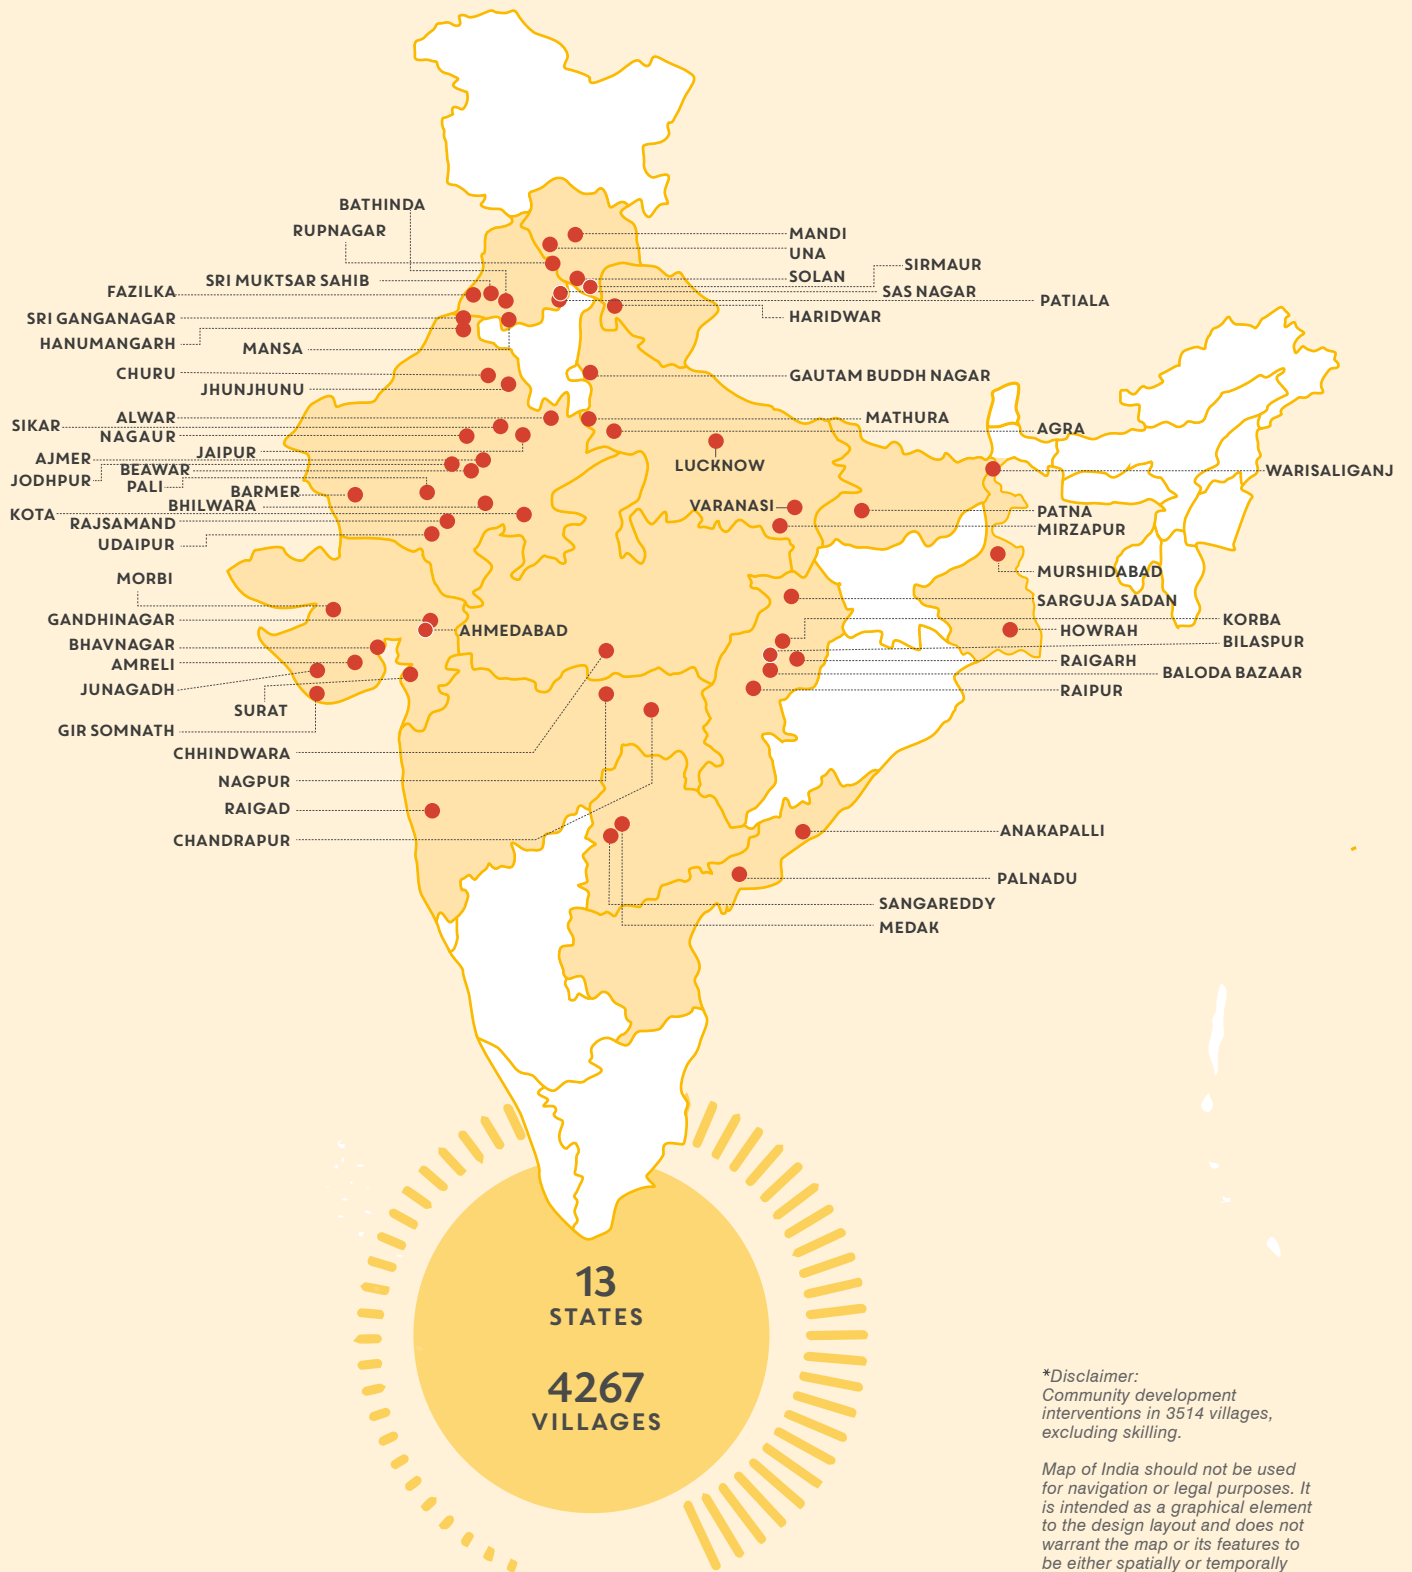 BATHINDA
RUPNAGAR
MANDI
UNA
SIRMAUR
SRI MUKTSAR SAHIB
SOLAN
FAZILKA
SAS NAGAR
PATIALA
SRI GANGANAGAR
HARIDWAR
HANUMANGARH
MANSA
CHURU
GAUTAM BUDDH NAGAR
JHUNJHUNU
ALWAR
MATHURA
SIKAR
AGRA
NAGAUR
JAIPUR
AJMER
LUCKNOW
BEAWAR
WARISALIGANJ
JODHPUR
PALI
BARMER
BHILWARA
VARANASI
KOTA
PATNA
RAJSAMAND
MIRZAPUR
UDAIPUR
MURSHIDABAD
MORBI
SARGUJA SADAN
GANDHINAGAR
KORBA
AHMEDABAD
HOWRAH
BHAVNAGAR
BILASPUR
AMRELI
RAIGARH
BALODA BAZAAR
JUNAGADH
RAIPUR
SURAT
GIR SOMNATH
CHHINDWARA
NAGPUR
RAIGAD
ANAKAPALLI
CHANDRAPUR
PALNADU
SANGAREDDY
MEDAK
13
STATES
4267
VILLAGES
*Disclaimer:
Community development
interventions in 3514 villages,
excluding skilling.
Map of India should not be used
for navigation or legal purposes. It
is intended as a graphical element
to the design layout and does not
warrant the map or its features to
be either spatially or temporally